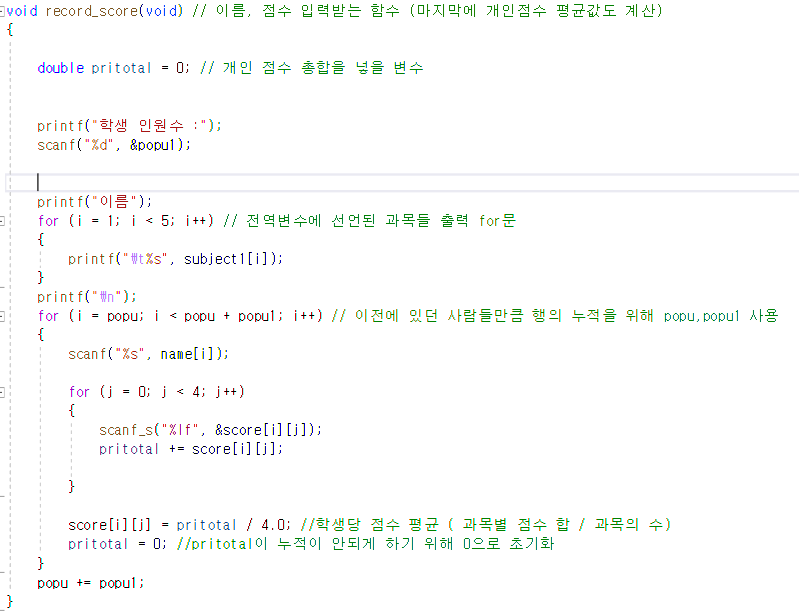 void record_score(void) // 이름, 점수 입력받는 함수 (마지막에 개인점수 평균값도 계산)
{
double pritotal = 0; // 개인 점수 총합을 넣을 변수
printf("학생 인원수 :");
scanf("%d", &popu1);
printf("이름");
for (i = 1; i < 5; i++) // 전역변수에 선언된 과목들 출력 for문
{
printf("₩t%s", subject1[i]);
}
printf("₩n");
for (i = popu; i < popu + popu1; i++) // 이전에 있던 사람들만큼 행의 누적을 위해 popu,popu1 사용
{
scanf("%s", name[i]);
for (j = 0; j < 4; j++)
{
scanf_s("%lf", &score[i][j]);
pritotal += score[i][j];
}
score[i][j] = pritotal / 4.0; //학생당 점수 평균 ( 과목별 점수 합 / 과목의 수)
pritotal = 0; //pritotal이 누적이 안되게 하기 위해 0으로 초기화
}
popu += popu1;
}